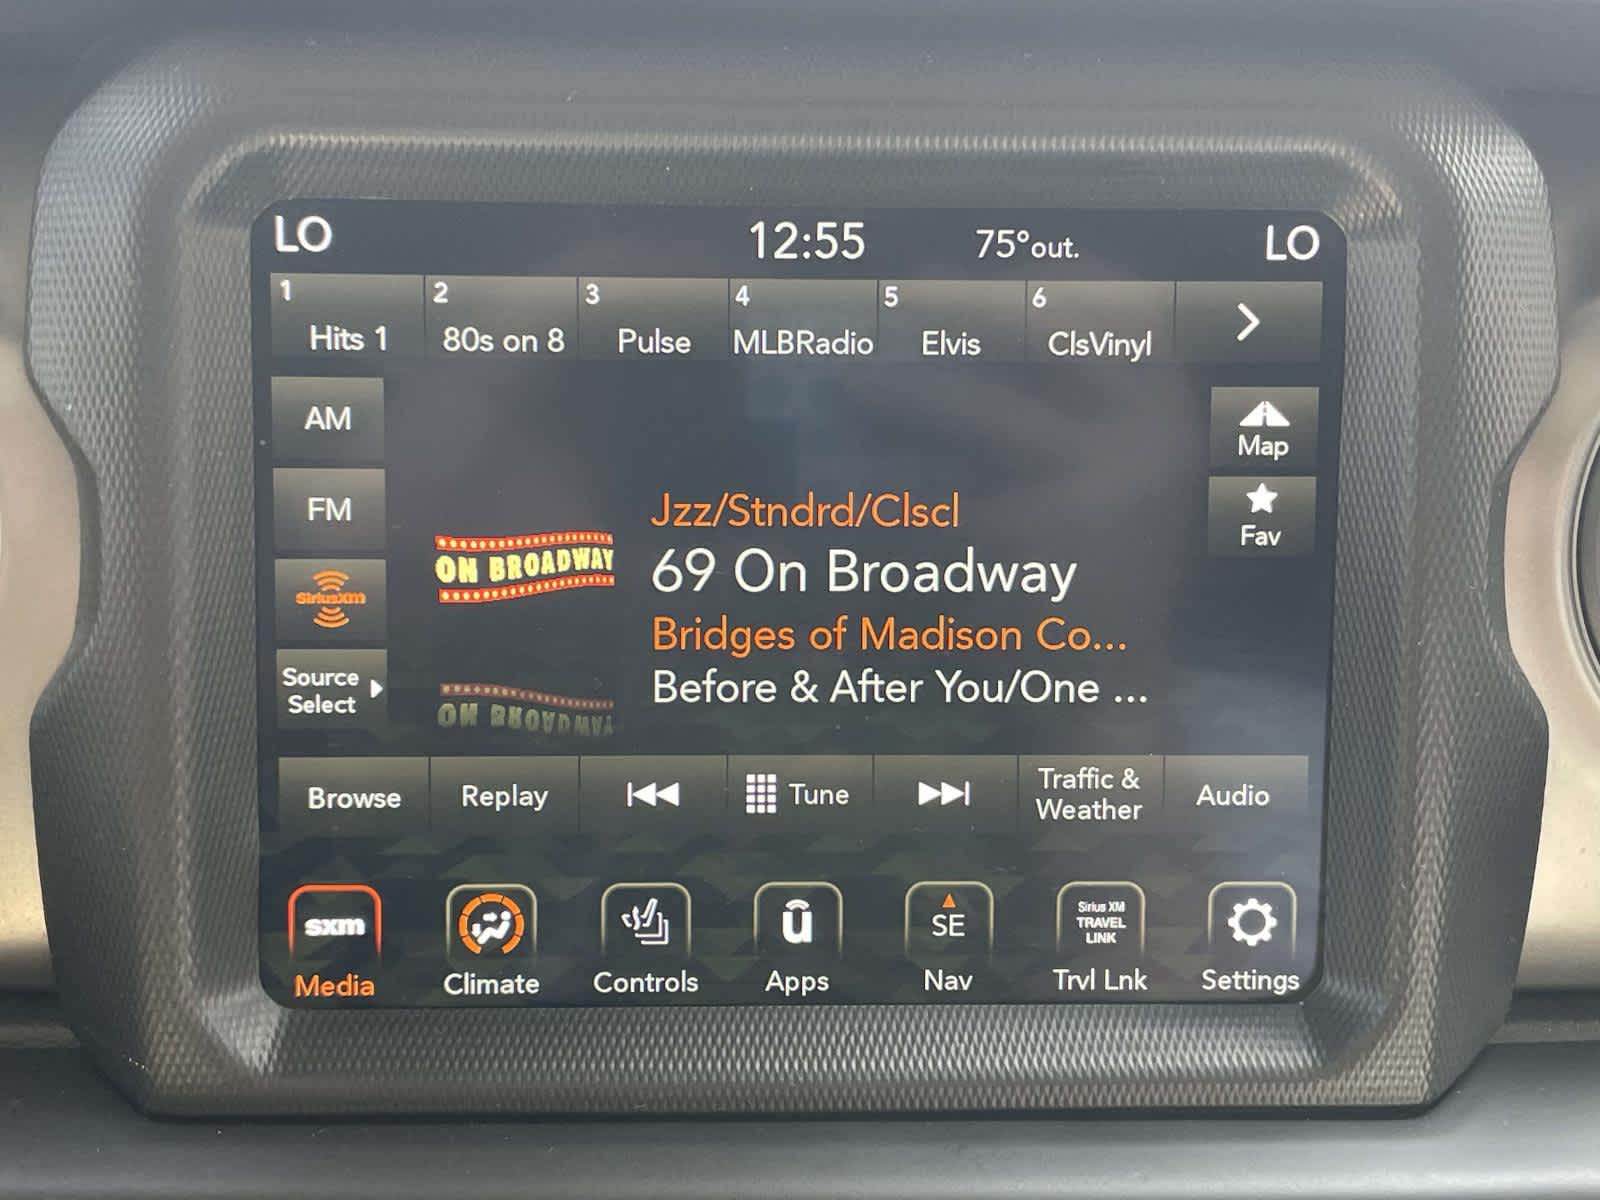 LO 12:55 75°out. LO
1 2 3 4 5 6
Hits 1 80s on 8 Pulse MLBRadio Elvis ClsVinyl
AM
FM
SiriusXM
Source
Select
Map
Fav
ON BROADWAY
Jzz/Stndrd/Clscl
69 On Broadway
Bridges of Madison Co...
Before & After You/One ...
ON BROADWAY
Browse Replay Tune Traffic &
Weather Audio
sxm
Media
Climate
Controls
ū
Apps
SE
Nav
Sirius XM
TRAVEL
LINK
Trvl Lnk
Settings